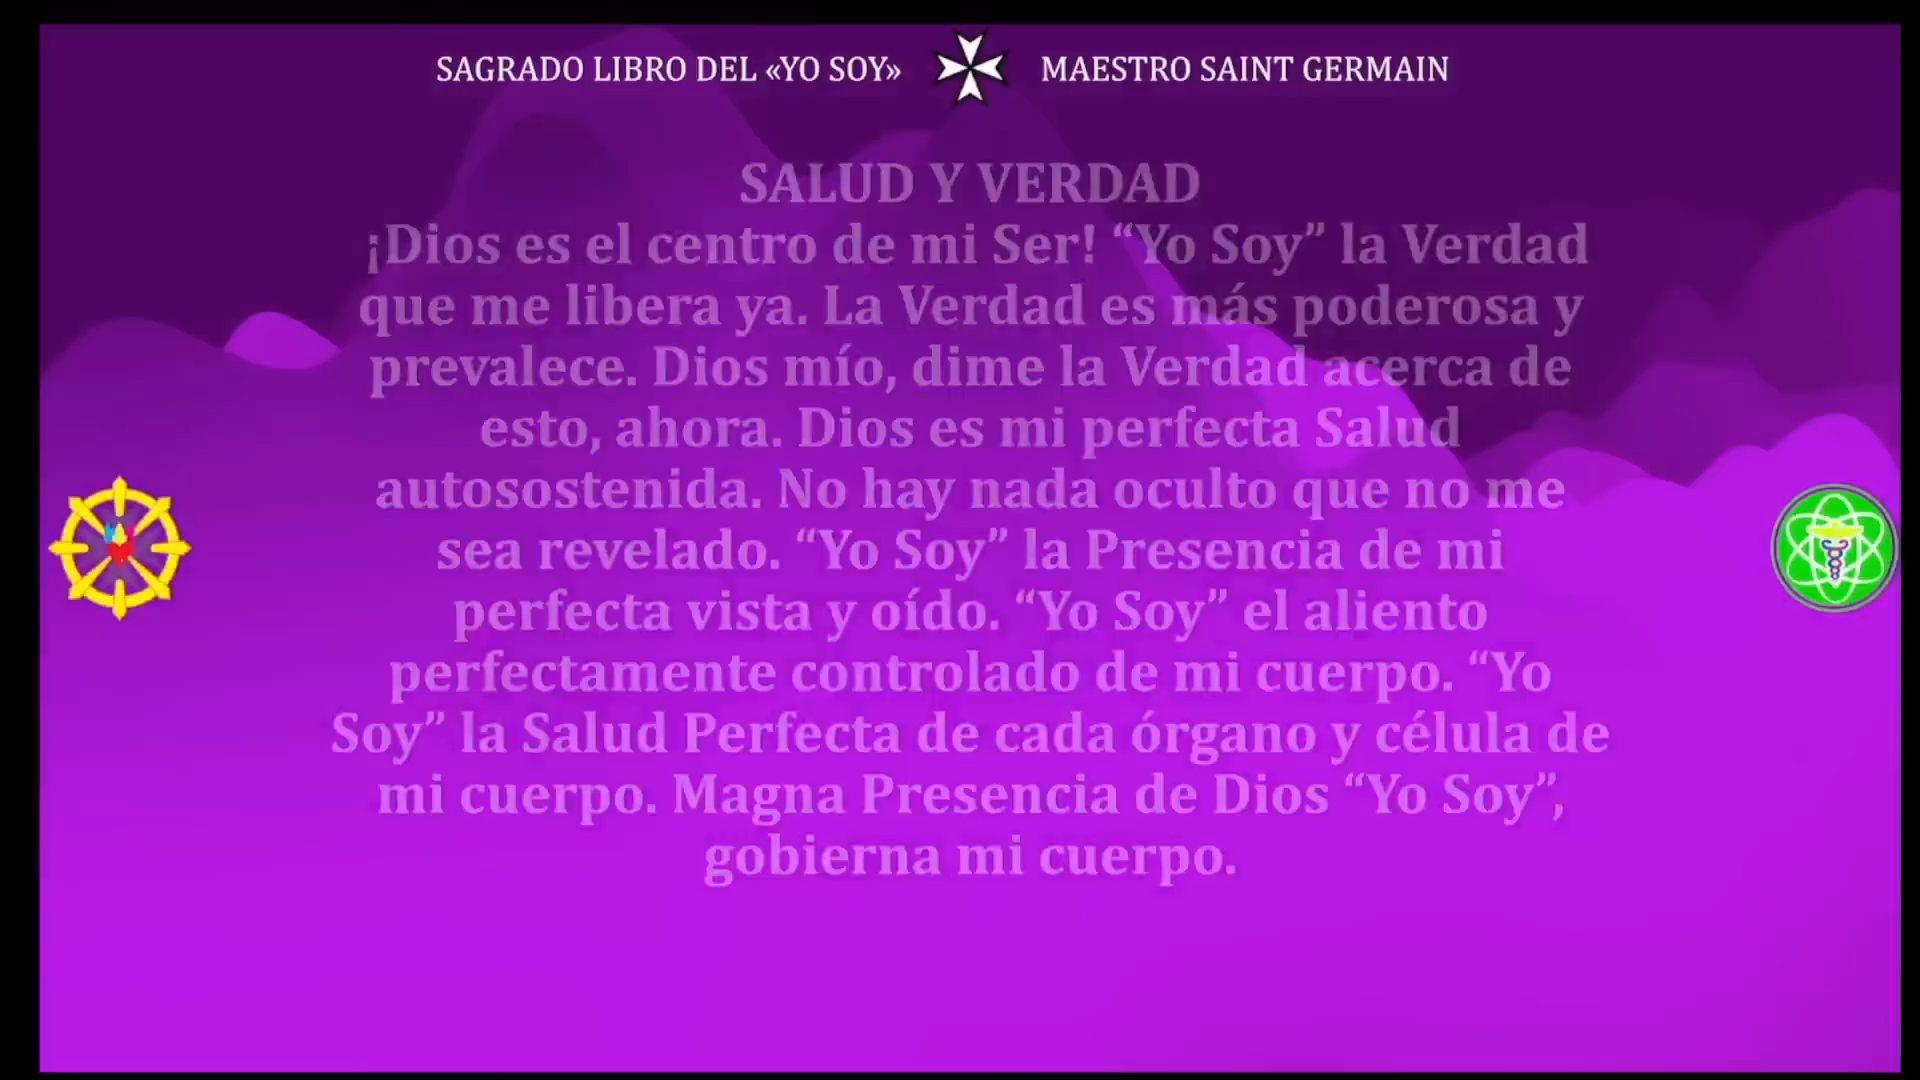 SAGRADO LIBRO DEL «YO SOY» MAESTRO SAINT GERMAIN
SALUD Y VERDAD
¡Dios es el centro de mi Ser! “Yo Soy” la Verdad
que me libera ya. La Verdad es más poderosa y
prevalece. Dios mío, dime la Verdad acerca de
esto, ahora. Dios es mi perfecta Salud
autosostenida. No hay nada oculto que no me
sea revelado. “Yo Soy” la Presencia de mi
perfecta vista y oído. “Yo Soy” el aliento
perfectamente controlado de mi cuerpo. “Yo
Soy” la Salud Perfecta de cada órgano y célula de
mi cuerpo. Magna Presencia de Dios “Yo Soy”,
gobierna mi cuerpo.